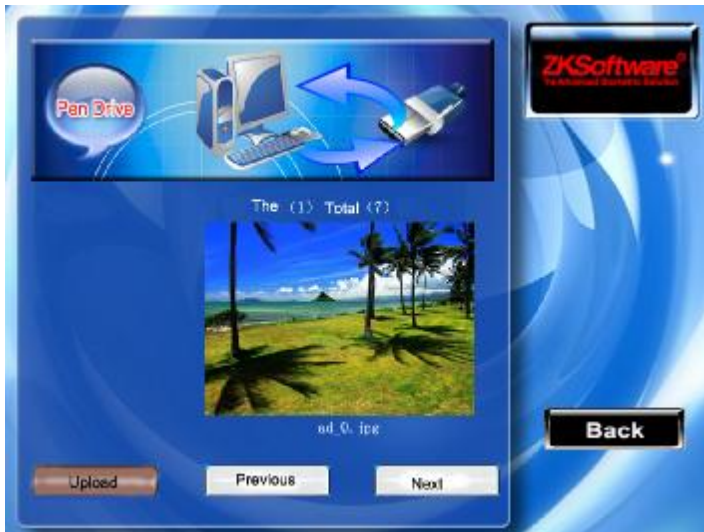 Pen Drive
ZKSoftware®
The (1) Total (7)
ad_0.jpg
Back
Upload
Previous
Next